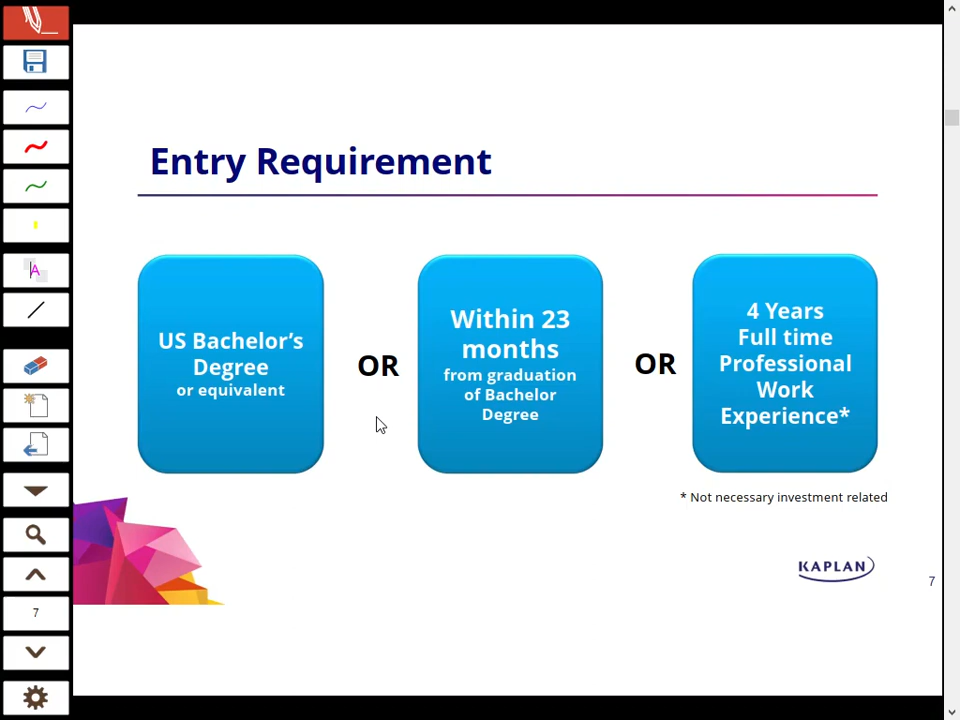 Entry Requirement
US Bachelor's
Degree
or equivalent
OR
Within 23
months
from graduation
of Bachelor
Degree
OR
4 Years
Full time
Professional
Work
Experience*
* Not necessary investment related
KAPLAN
7
A
7